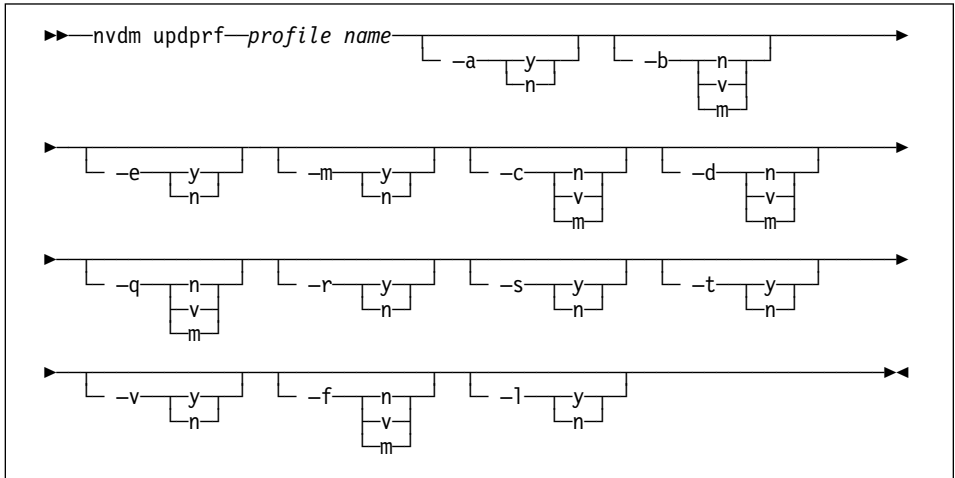 nvdm updprf profile name
–a y –b n
n v
m
–e y –m y –c n –d n
n n v v
m m
–q n –r y –s y –t y
v n n n
m
–v y –f n –l y
n v n
m